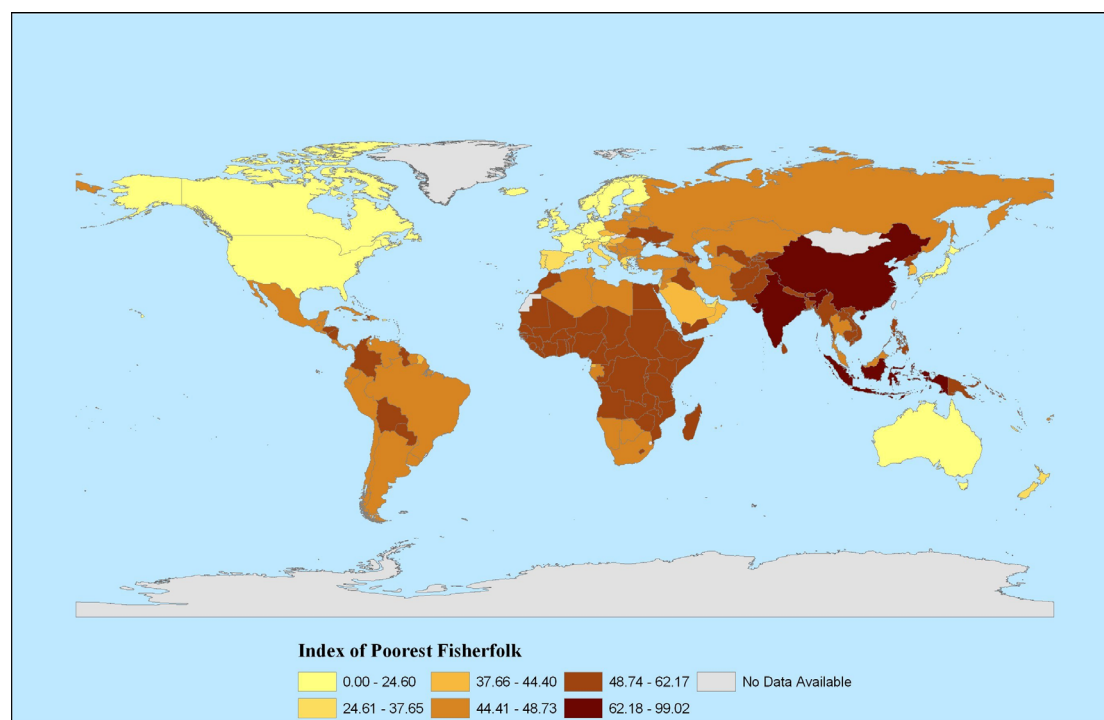 Index of Poorest Fisherfolk
0.00 - 24.60 37.66 - 44.40 48.74 - 62.17 No Data Available
24.61 - 37.65 44.41 - 48.73 62.18 - 99.02